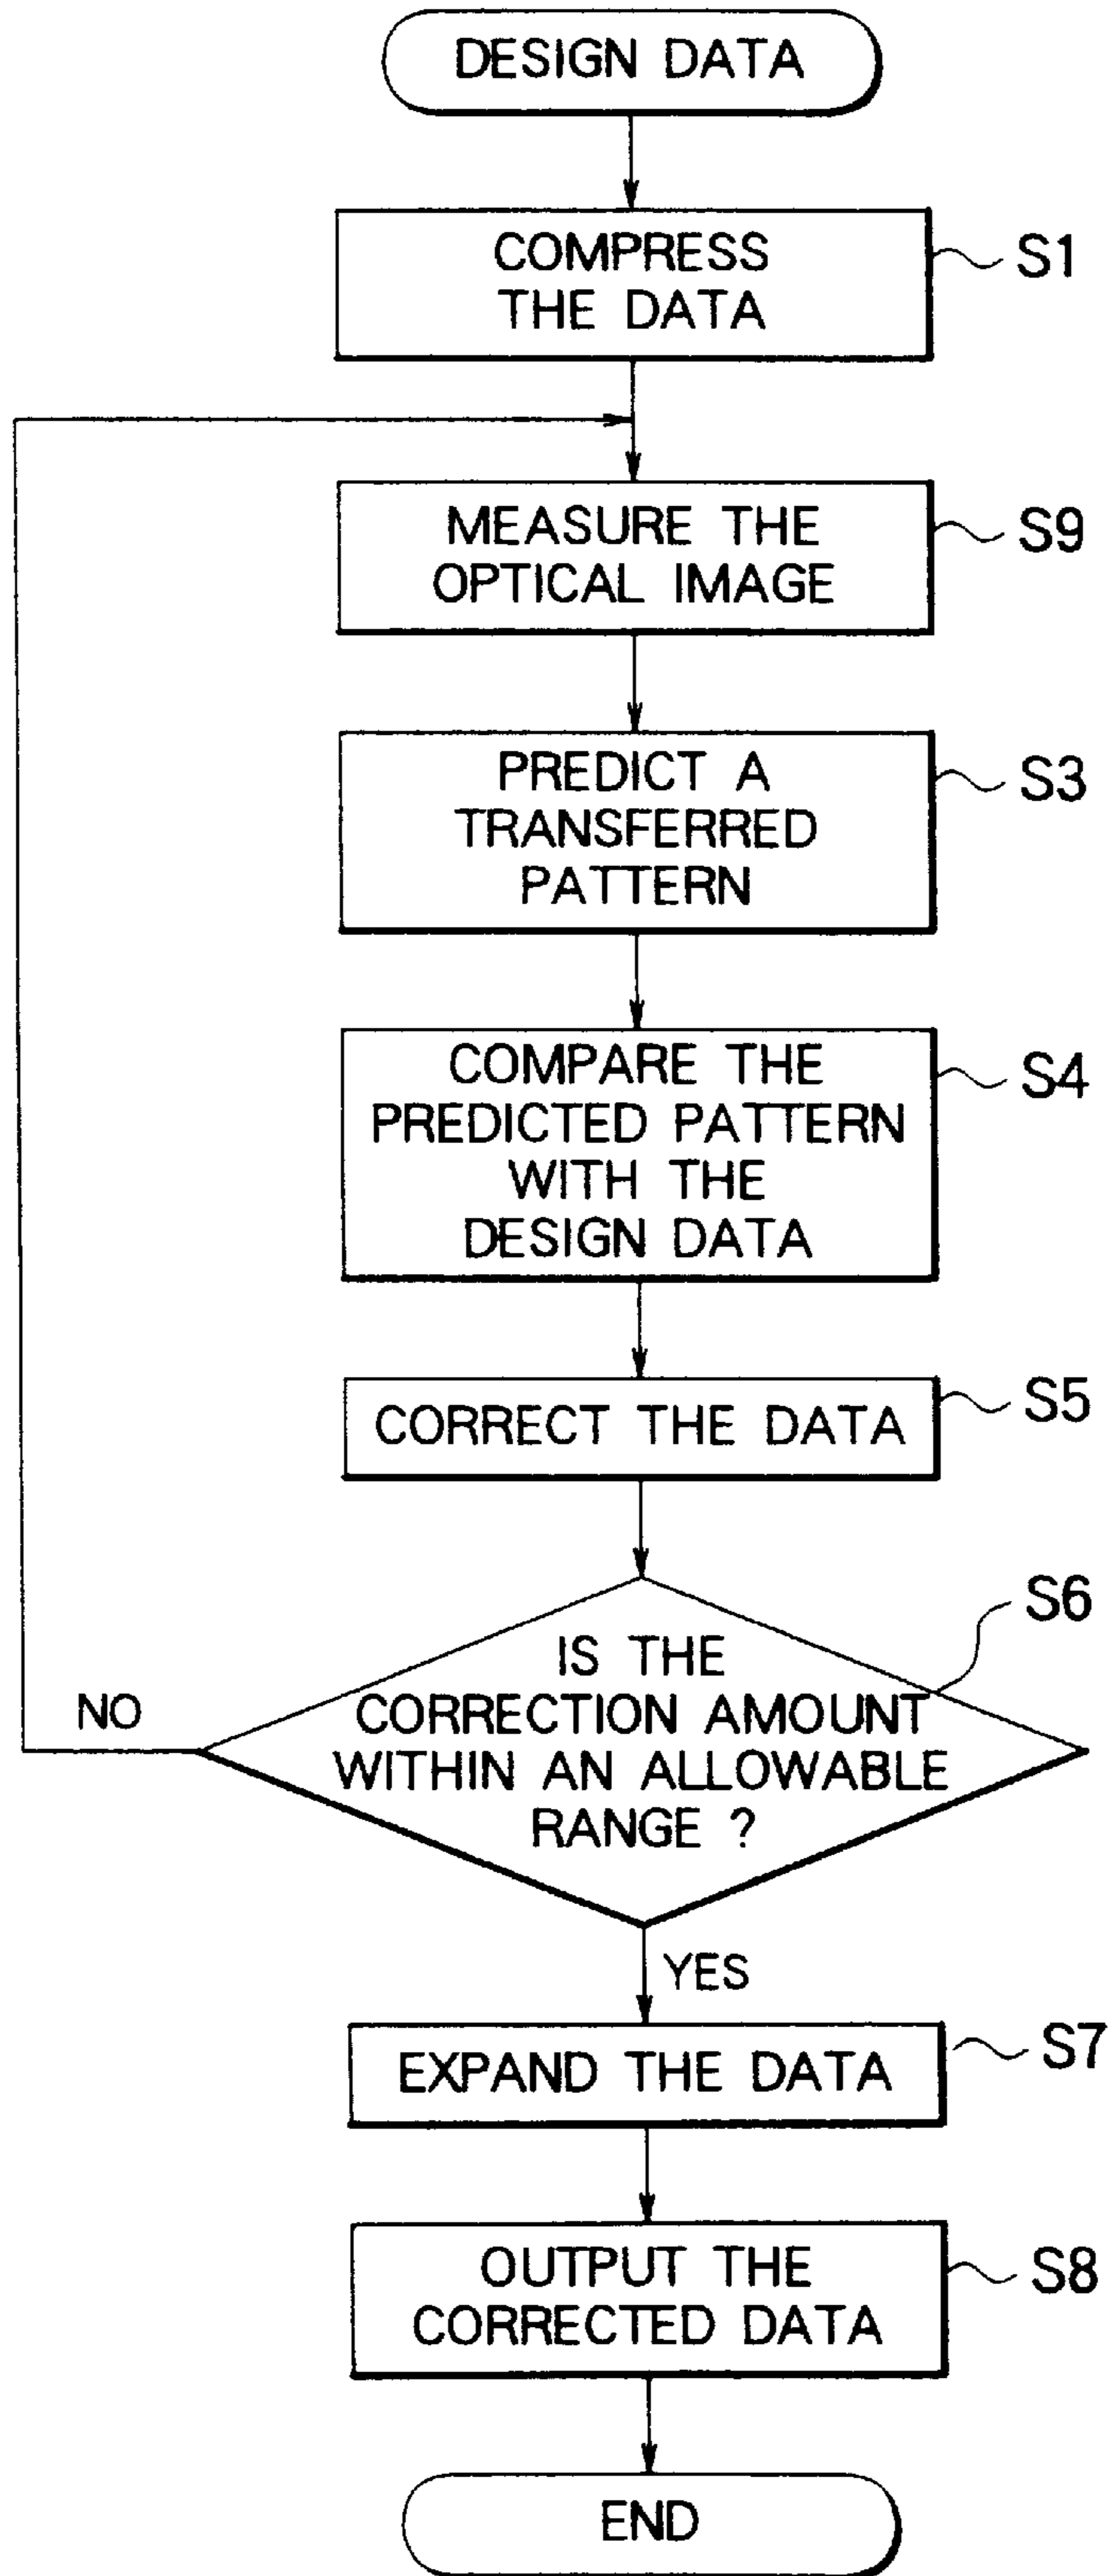 DESIGN DATA
COMPRESS
THE DATA
S1
MEASURE THE
OPTICAL IMAGE
S9
PREDICT A
TRANSFERRED
PATTERN
S3
COMPARE THE
PREDICTED PATTERN
WITH THE
DESIGN DATA
S4
CORRECT THE DATA
S5
IS THE
CORRECTION AMOUNT
WITHIN AN ALLOWABLE
RANGE ?
S6
NO
YES
EXPAND THE DATA
S7
OUTPUT THE
CORRECTED DATA
S8
END